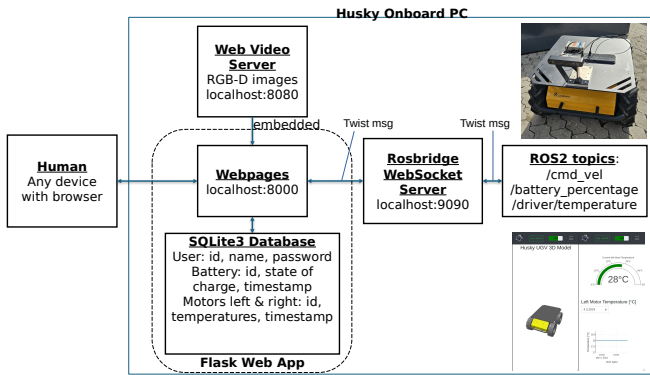 Husky Onboard PC
Web Video
Server
RGB-D images
localhost:8080
embedded
Twist msg
Twist msg
Human
Any device
with browser
Webpages
localhost:8000
Rosbridge
WebSocket
Server
localhost:9090
ROS2 topics:
/cmd_vel
/battery_percentage
/driver/temperature
SQLite3 Database
User: id, name, password
Battery: id, state of
charge, timestamp
Motors left & right: id,
temperatures, timestamp
Flask Web App
Husky UGV 3D Model
28°C
Left Motor Temperature [°C]